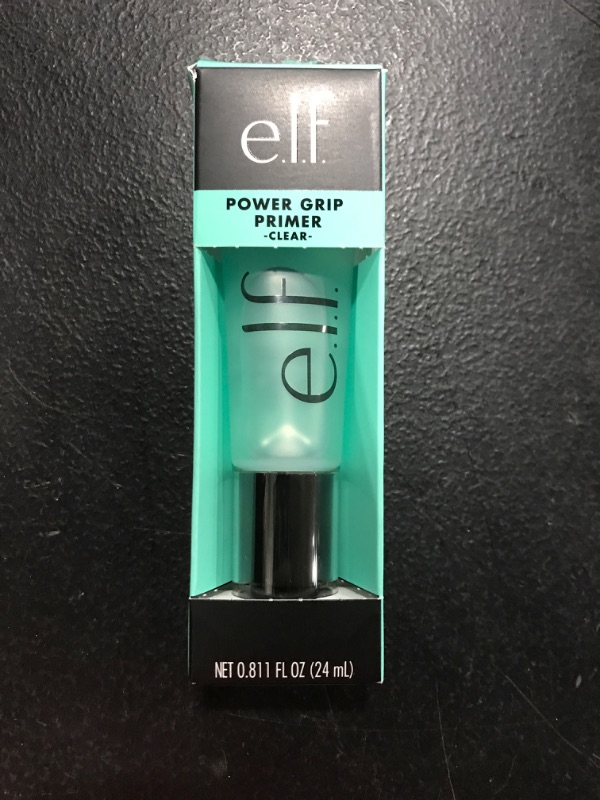 e.l.f.
POWER GRIP
PRIMER
-CLEAR-
e.l.f.
NET 0.811 FL OZ (24 mL)